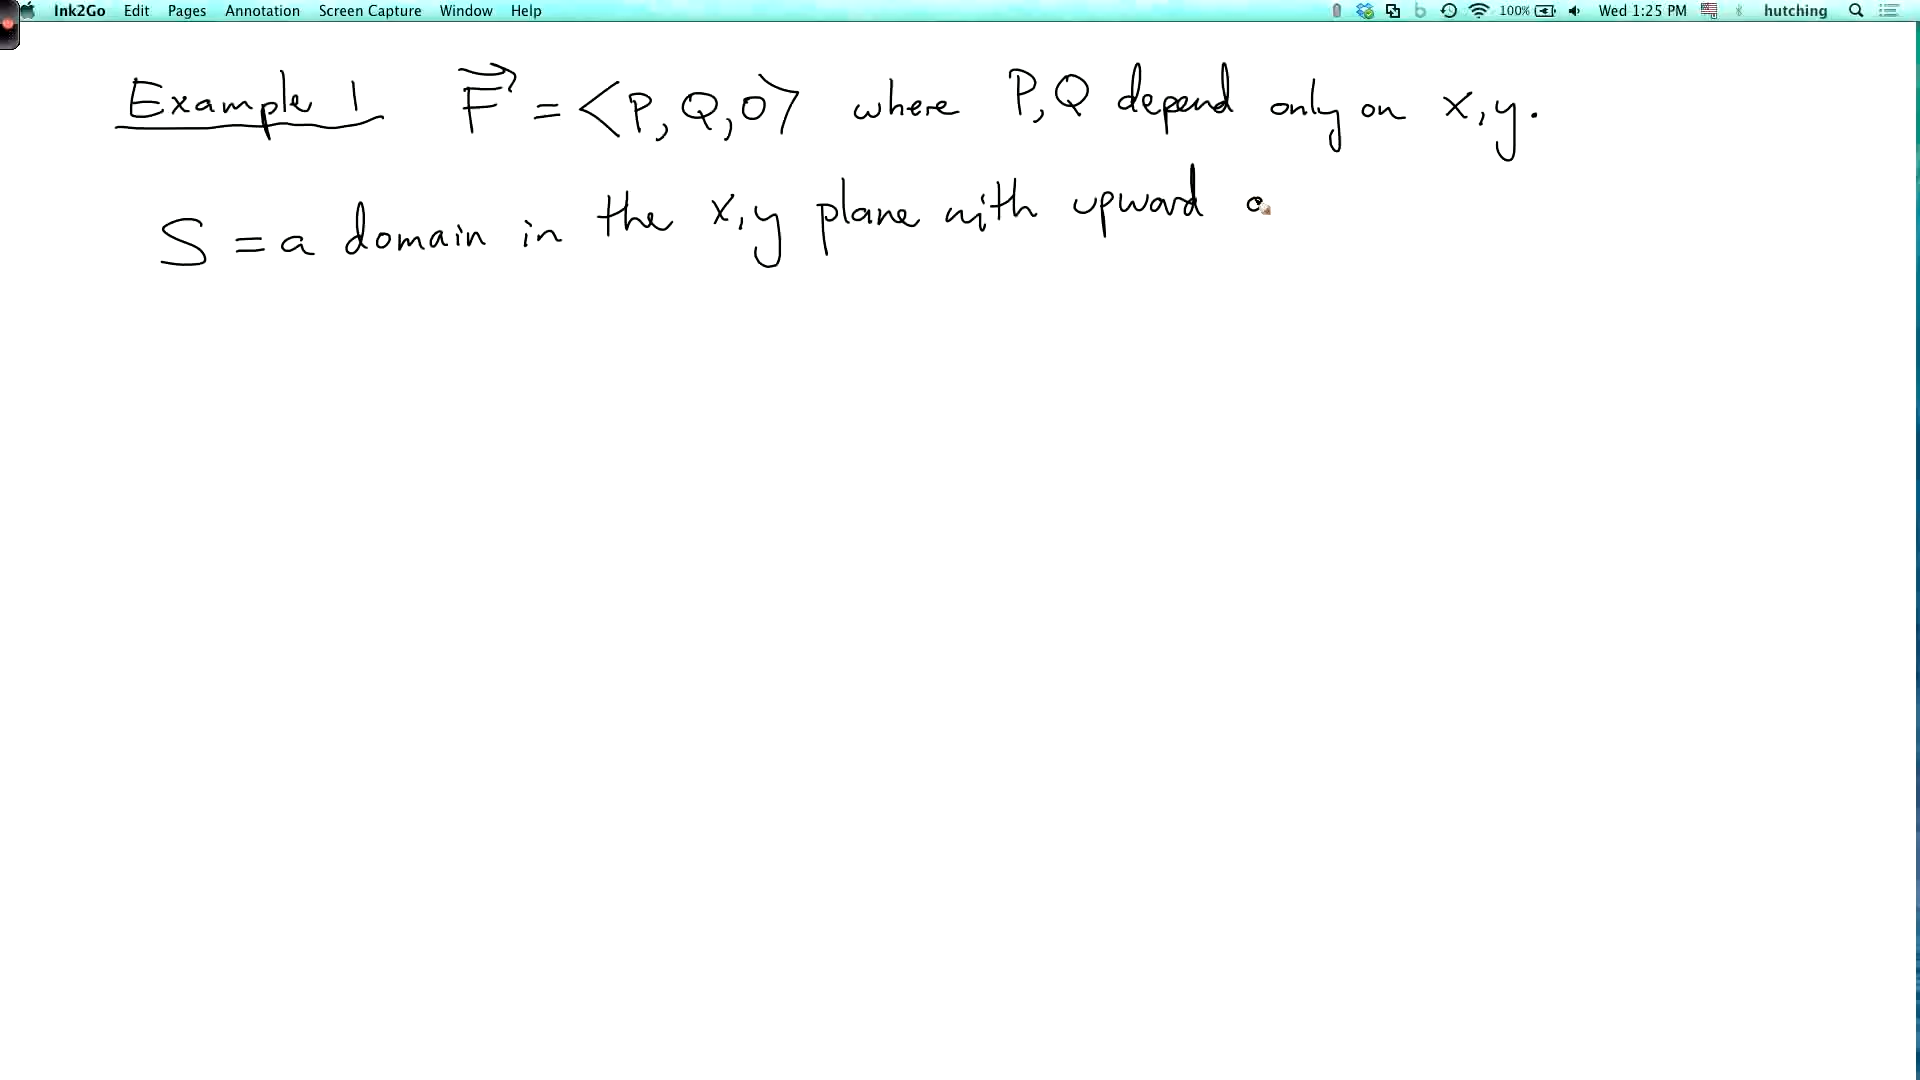 Ink2Go Edit Pages Annotation Screen Capture Window Help 100% Wed 1:25 PM hutching
Example 1 F⃗ = <P, Q, 0> where P, Q depend only on x, y.
S = a domain in the x, y plane with upward o